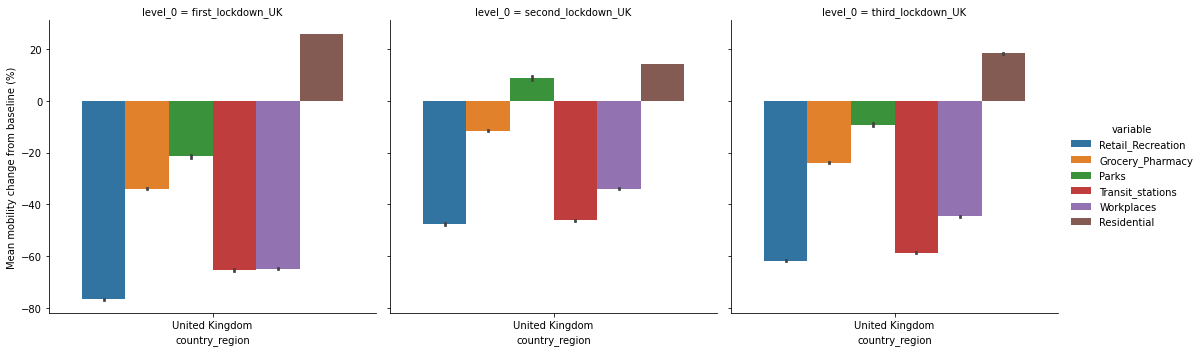 level_0 = first_lockdown_UK
level_0 = second_lockdown_UK
level_0 = third_lockdown_UK
Mean mobility change from baseline (%)
20
0
−20
−40
−60
−80
United Kingdom
United Kingdom
United Kingdom
country_region
country_region
country_region
variable
Retail_Recreation
Grocery_Pharmacy
Parks
Transit_stations
Workplaces
Residential